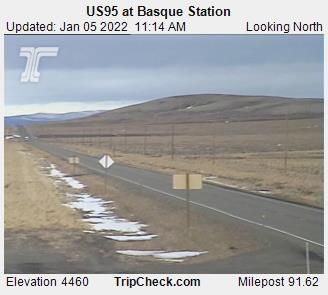 US95 at Basque Station
Updated: Jan 05 2022 11:14 AM Looking North
Elevation 4460 TripCheck.com Milepost 91.62